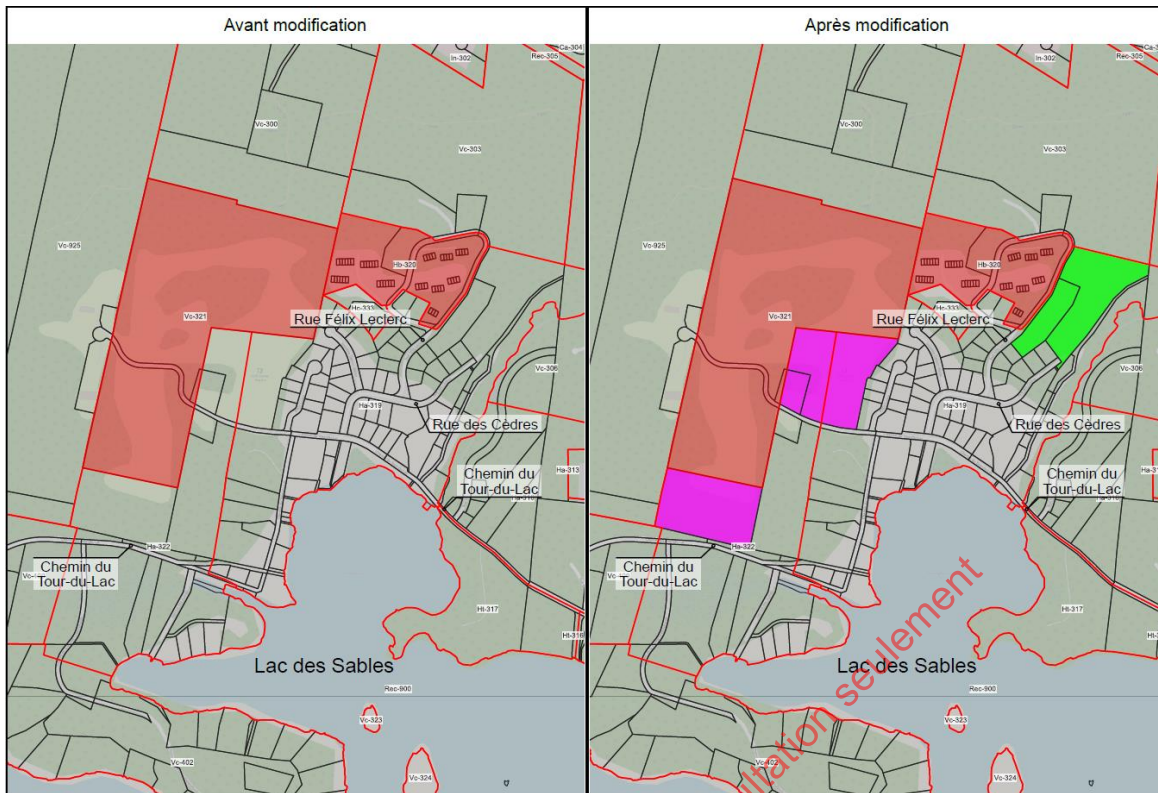 Avant modification
In-302
Rec-305
Vc-300
Vc-303
Vc-925
Hb-320
Vc-321
Rue Félix Leclerc
Vc-306
Ha-319
Rue des Cèdres
Chemin du
Tour-du-Lac
Ha-313
Ha-322
Chemin du
Tour-du-Lac
Ht-317
Lac des Sables
Rec-900
Vc-323
Vc-402
Vc-324
Après modification
In-302
Rec-305
Vc-300
Vc-303
Vc-925
Hb-320
Vc-321
Rue Félix Leclerc
Vc-306
Ha-319
Rue des Cèdres
Chemin du
Tour-du-Lac
Ha-322
Chemin du
Tour-du-Lac
Ht-317
Lac des Sables
Rec-900
Vc-323
Vc-402
Vc-324
seulement